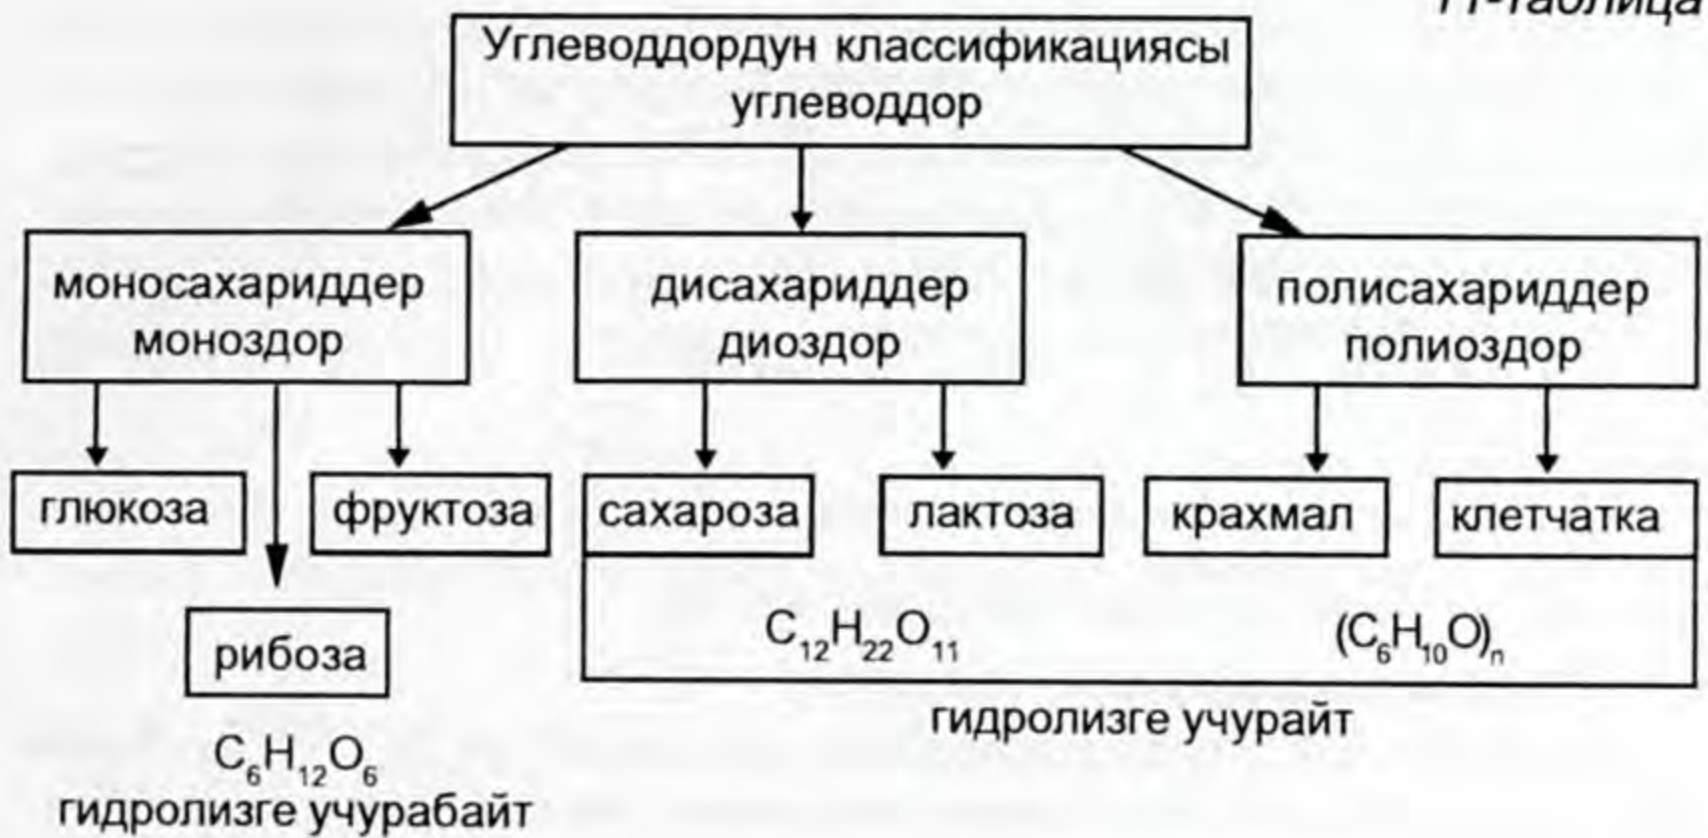 11-таблица
Углеводдордун классификациясы
углеводдор
моносахариддер
моноздор
дисахариддер
диоздор
полисахариддер
полиоздор
глюкоза
фруктоза
сахароза
лактоза
крахмал
клетчатка
рибоза
C₁₂H₂₂O₁₁
(C₆H₁₀O)ₙ
гидролизге учурайт
C₆H₁₂O₆
гидролизге учурабайт